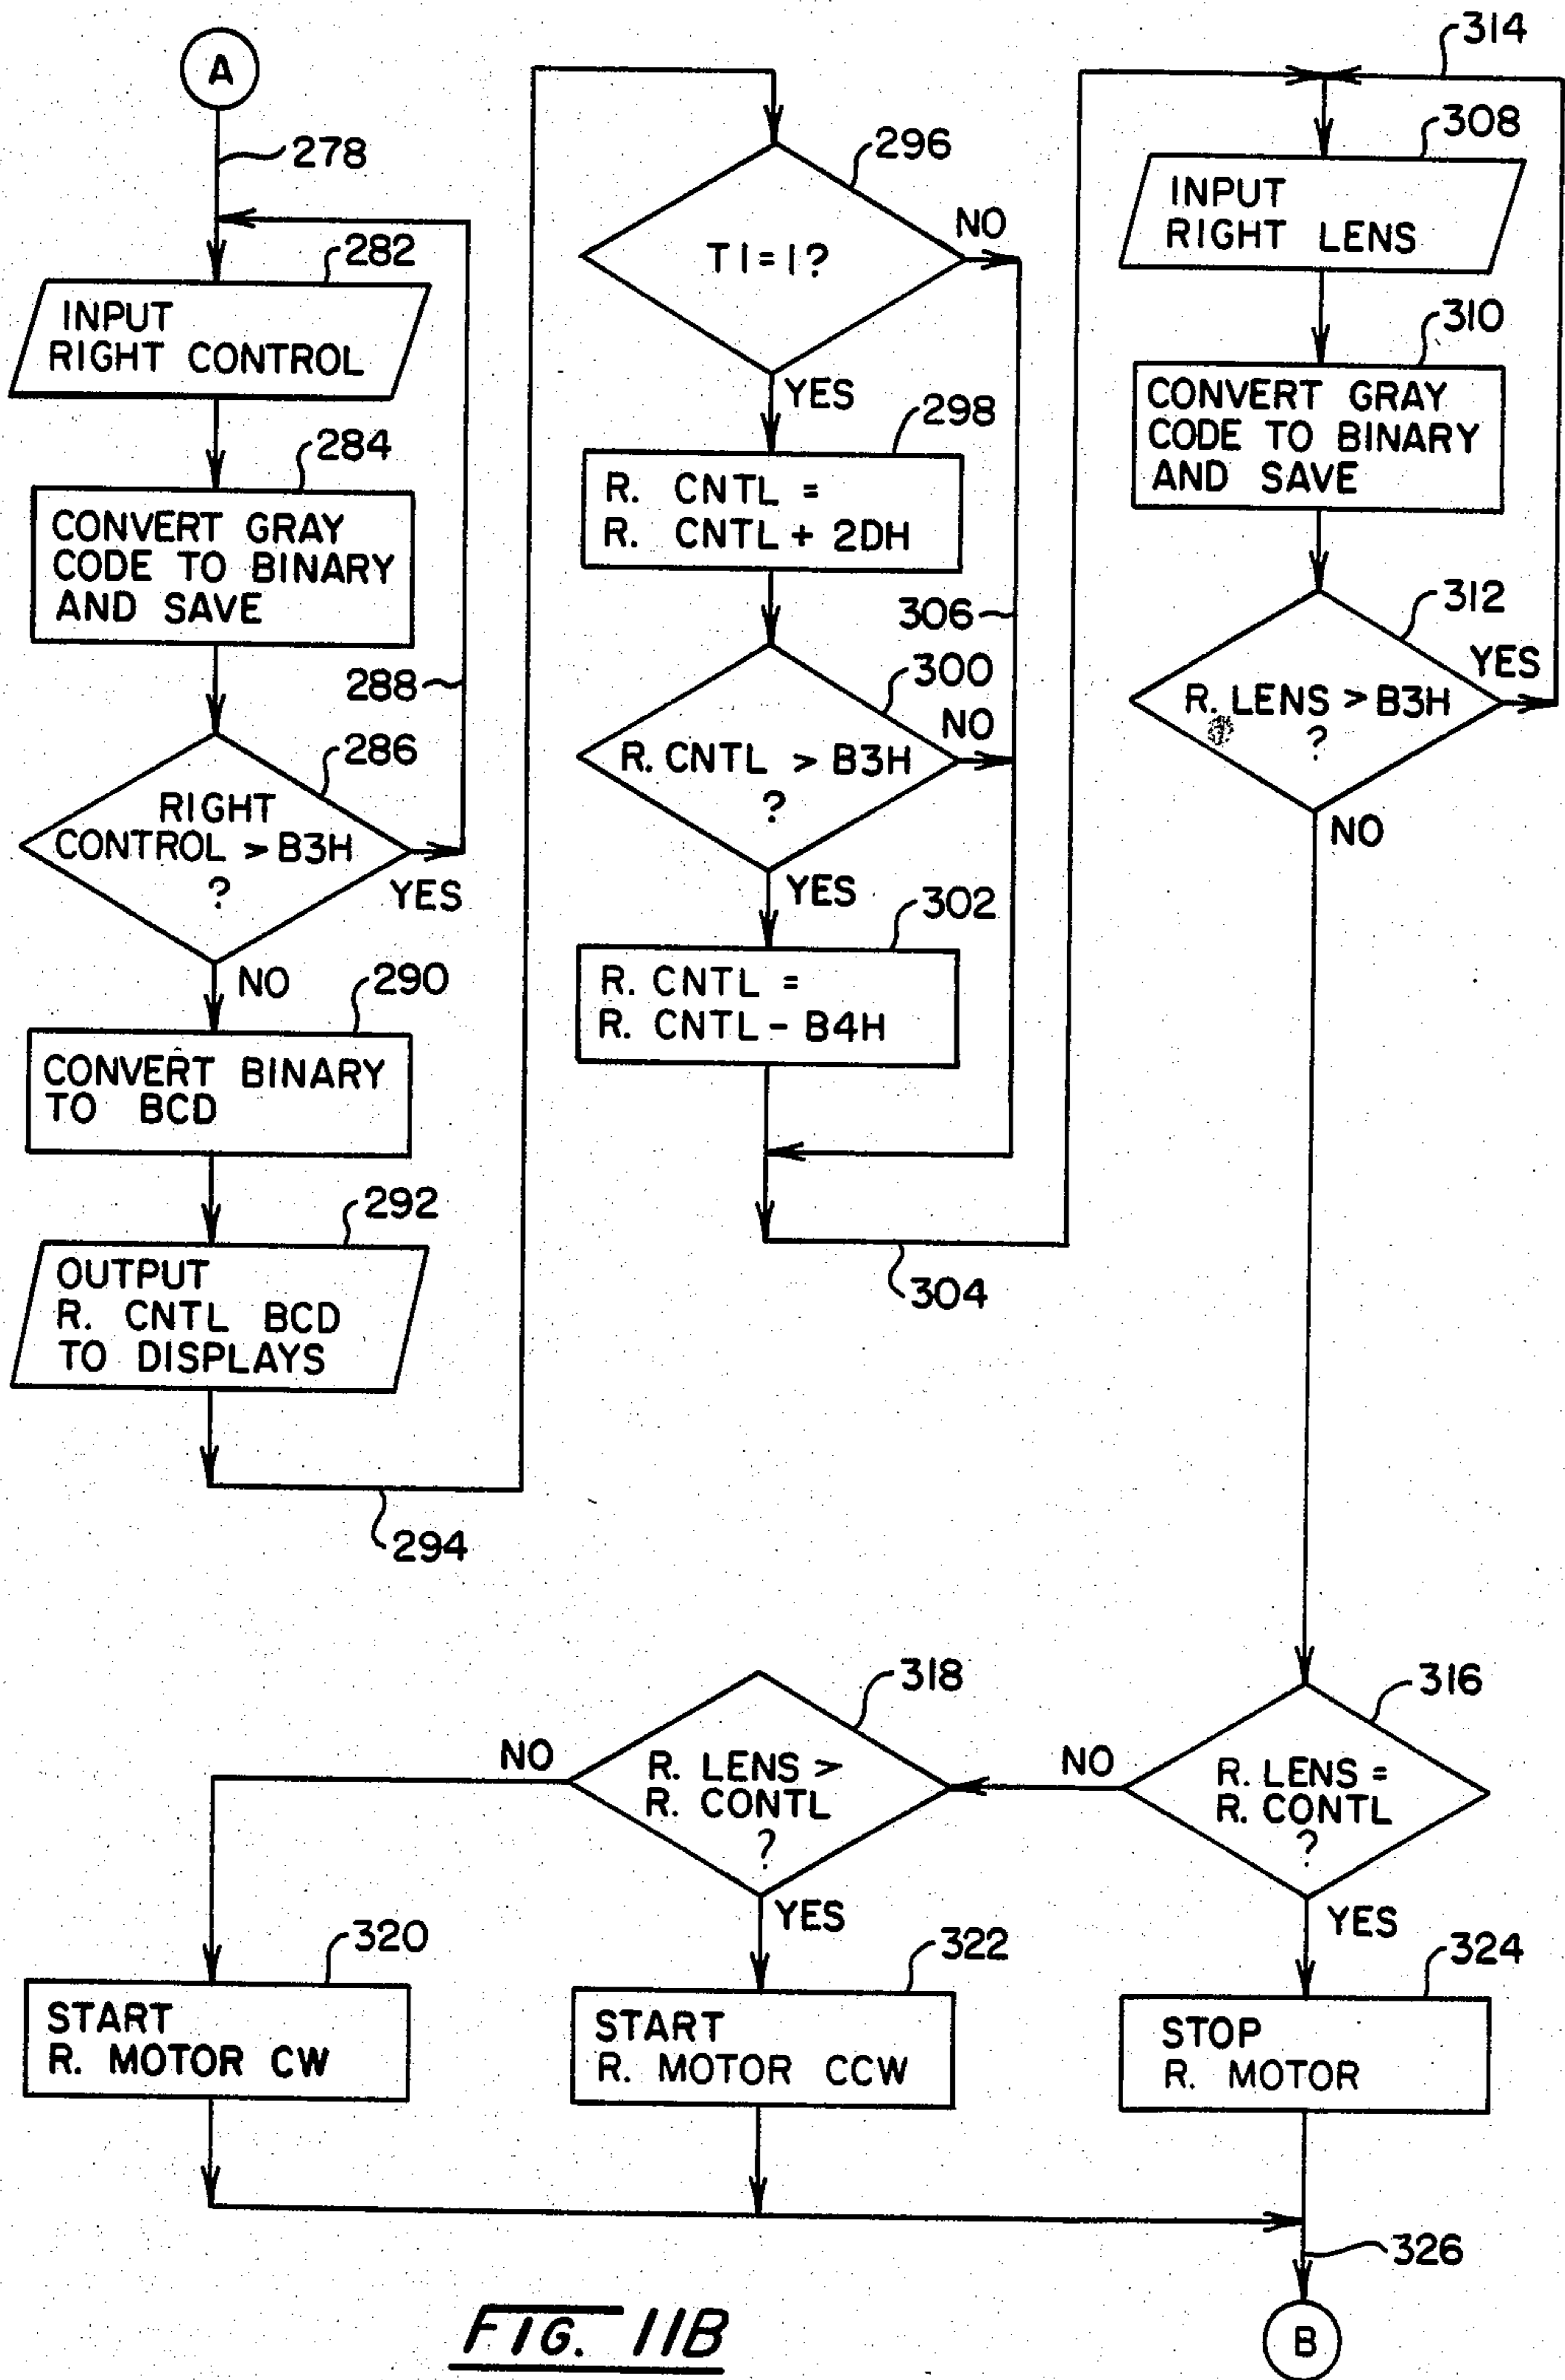 A
278
282
INPUT
RIGHT CONTROL
284
CONVERT GRAY
CODE TO BINARY
AND SAVE
288
286
RIGHT
CONTROL > B3H
?
YES
NO
290
CONVERT BINARY
TO BCD
292
OUTPUT
R. CNTL BCD
TO DISPLAYS
294
296
T1=1?
NO
YES
298
R. CNTL =
R. CNTL + 2DH
306
300
R. CNTL > B3H
?
NO
YES
302
R. CNTL =
R. CNTL - B4H
304
314
308
INPUT
RIGHT LENS
310
CONVERT GRAY
CODE TO BINARY
AND SAVE
312
R. LENS > B3H
?
YES
NO
316
R. LENS =
R. CONTL
?
NO
YES
318
R. LENS >
R. CONTL
?
NO
YES
320
START
R. MOTOR CW
322
START
R. MOTOR CCW
324
STOP
R. MOTOR
326
B
FIG. 11B